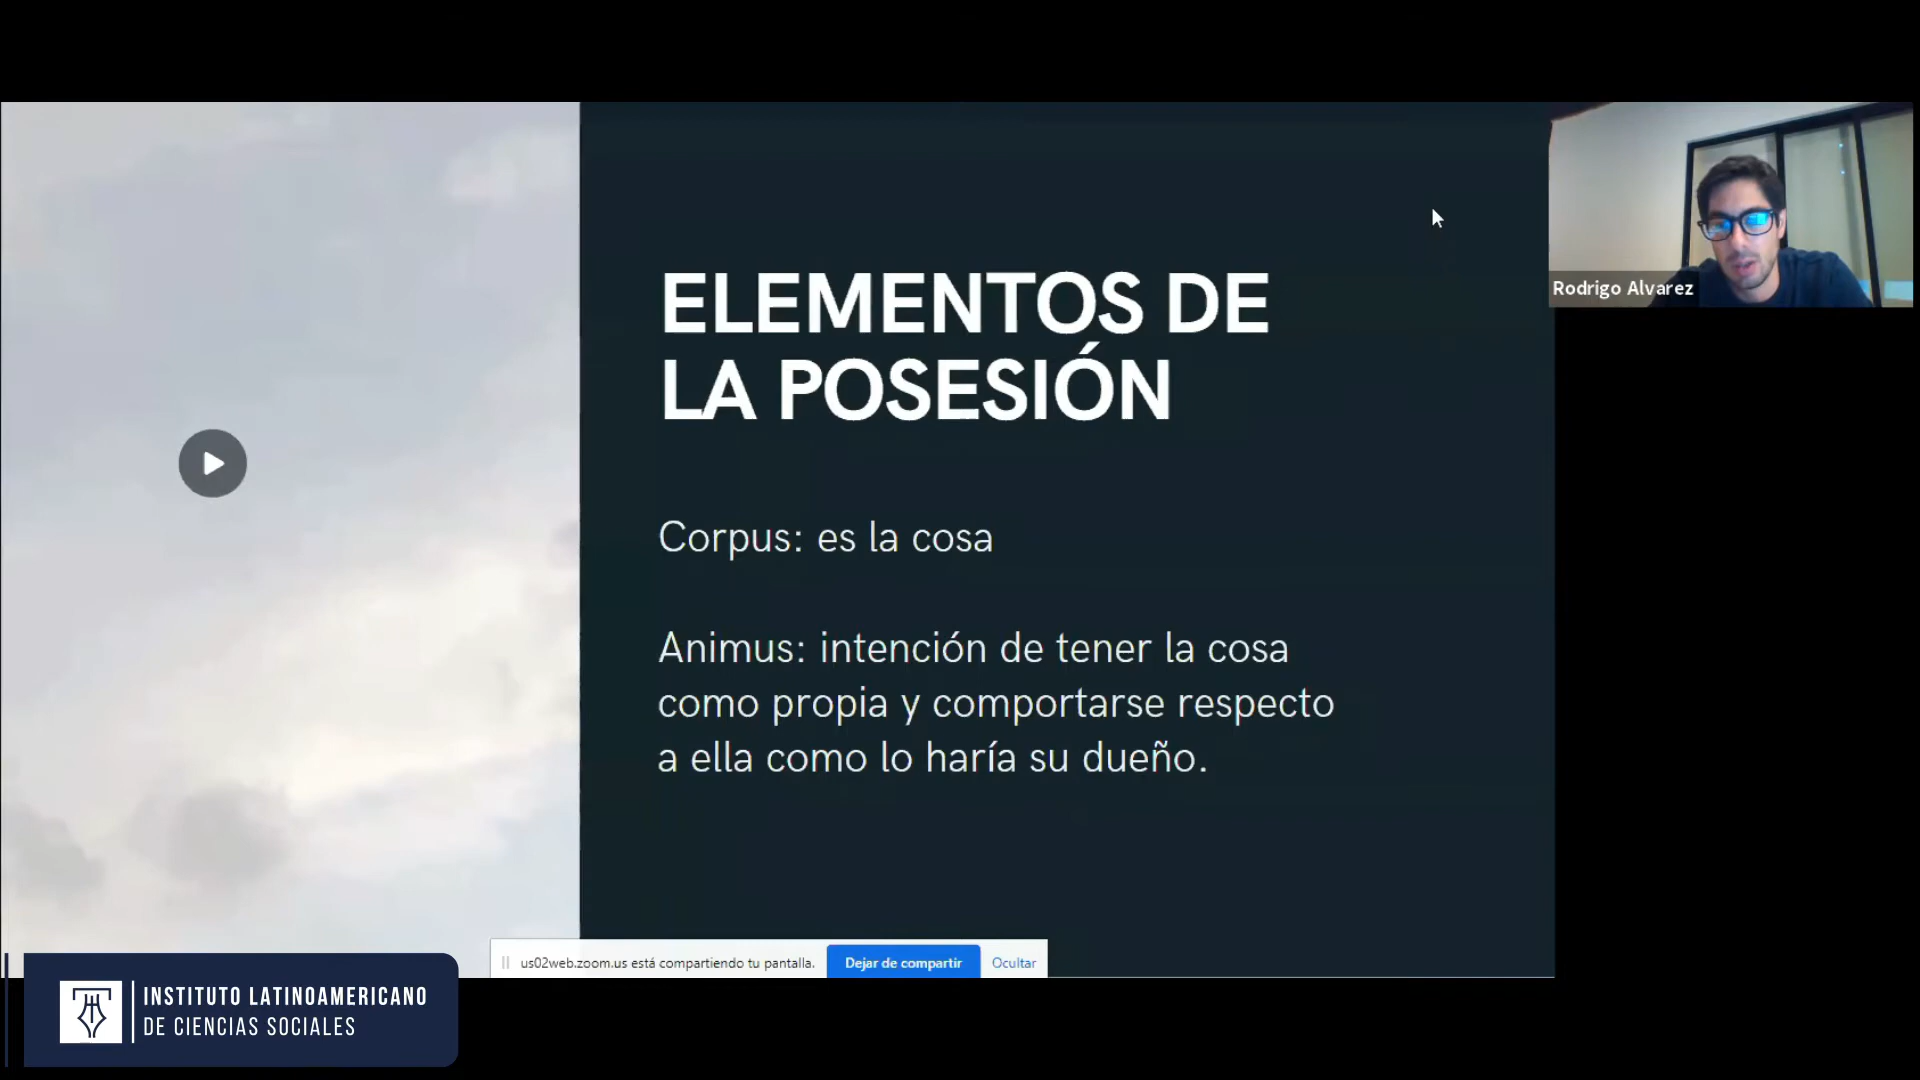 ELEMENTOS DE
LA POSESIÓN
Corpus: es la cosa
Animus: intención de tener la cosa
como propia y comportarse respecto
a ella como lo haría su dueño.
Rodrigo Alvarez
us02web.zoom.us está compartiendo tu pantalla.
Dejar de compartir
Ocultar
INSTITUTO LATINOAMERICANO
DE CIENCIAS SOCIALES